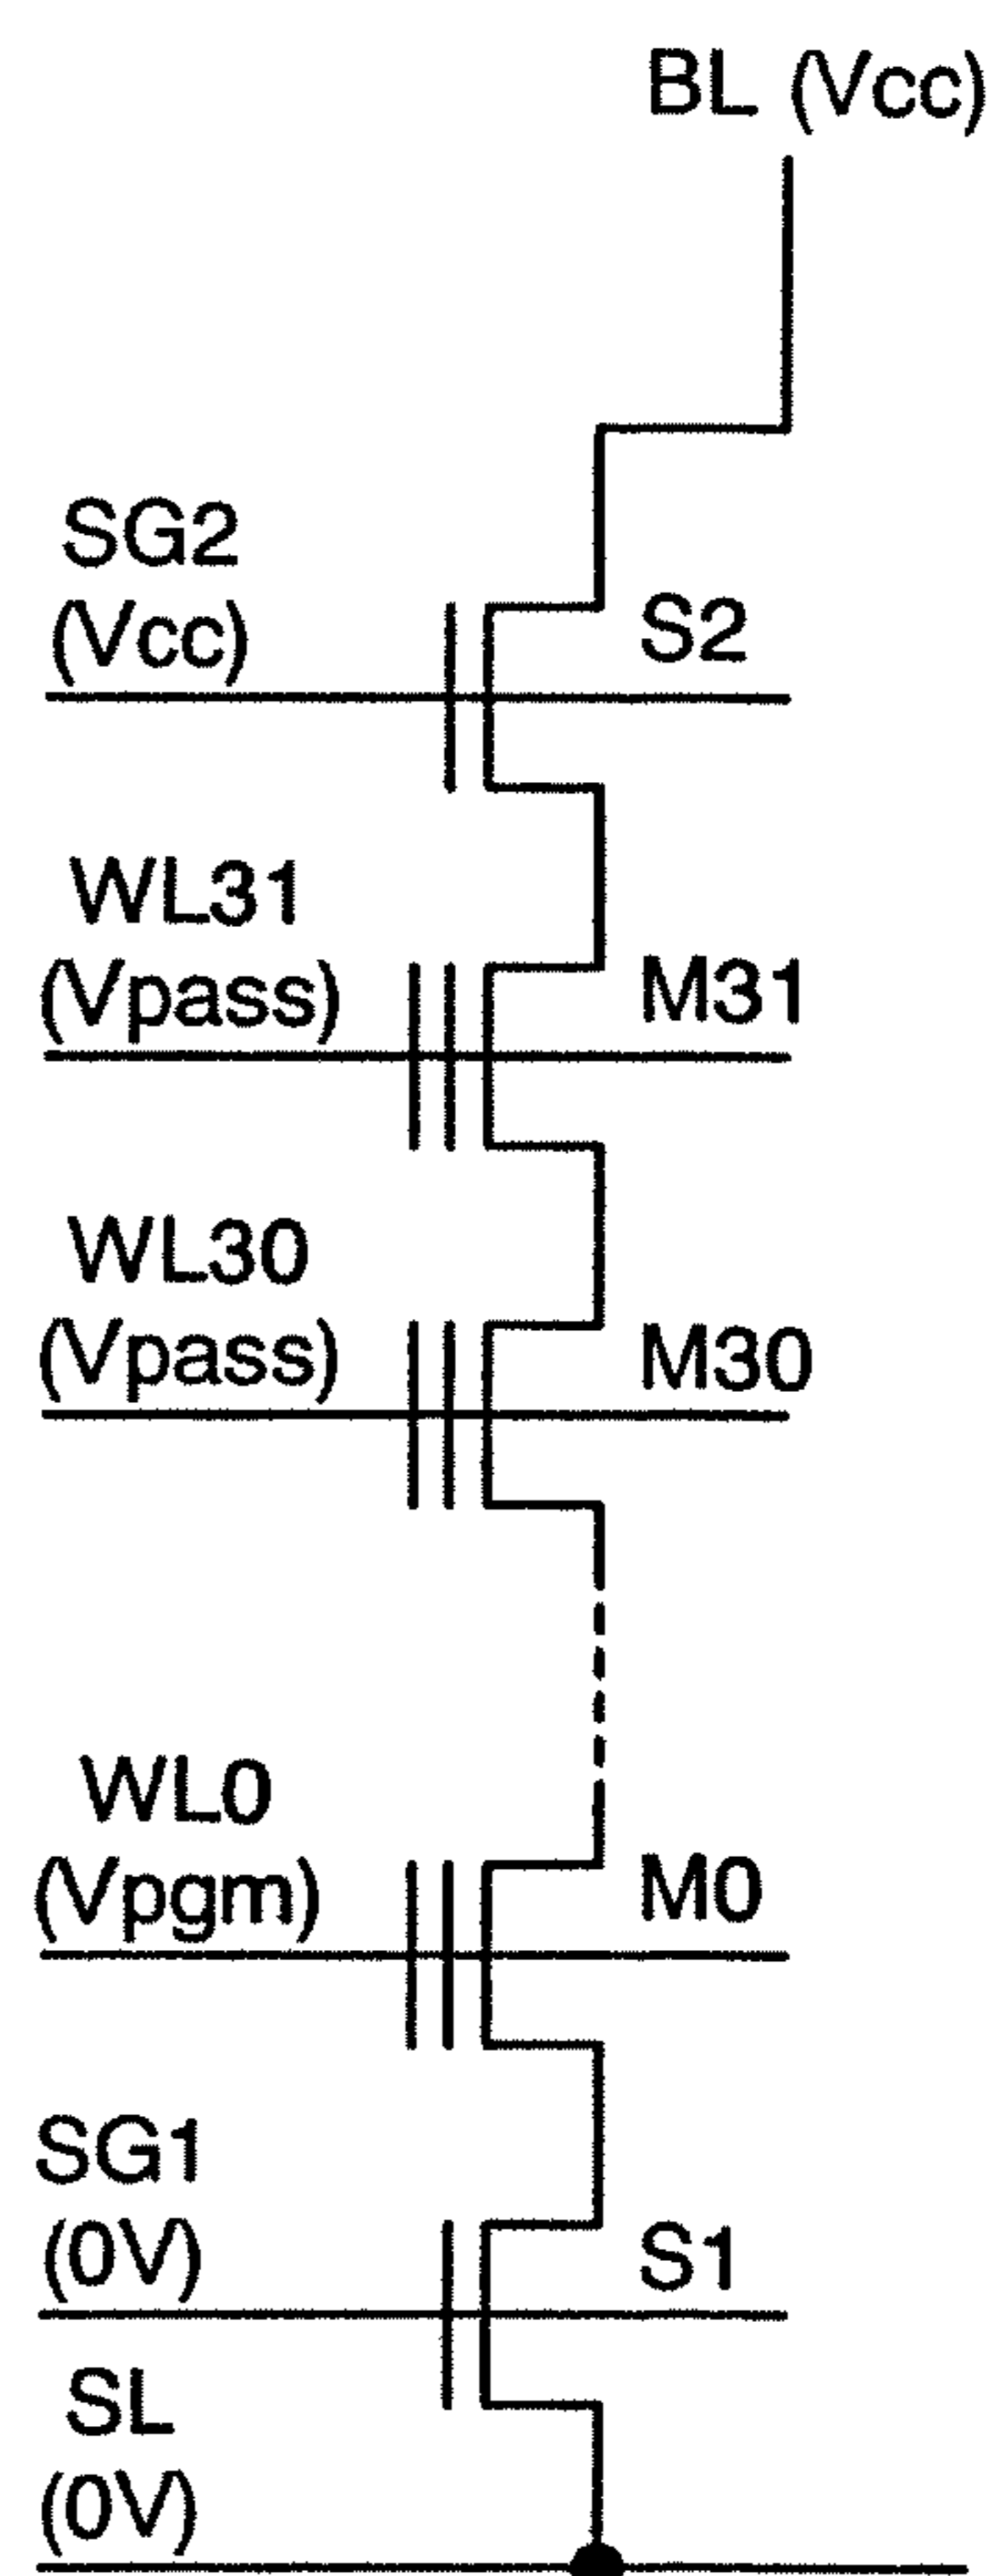 BL (Vcc)
SG2
(Vcc)
S2
WL31
(Vpass)
M31
WL30
(Vpass)
M30
WL0
(Vpgm)
M0
SG1
(0V)
S1
SL
(0V)